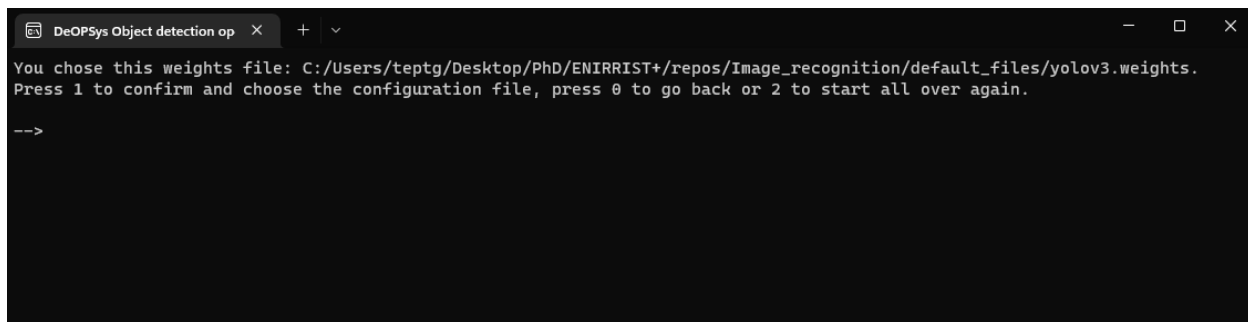 DeOPSys Object detection op
You chose this weights file: C:/Users/teptg/Desktop/PhD/ENIRRIST+/repos/Image_recognition/default_files/yolov3.weights.
Press 1 to confirm and choose the configuration file, press 0 to go back or 2 to start all over again.
-->